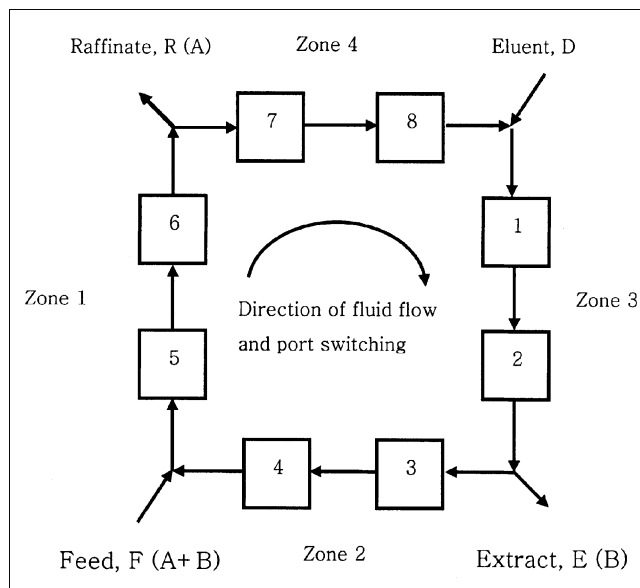 Raffinate, R (A)
Zone 4
Eluent, D
7
8
6
1
Zone 1
Direction of fluid flow
and port switching
Zone 3
5
2
4
3
Feed, F (A+B)
Zone 2
Extract, E (B)